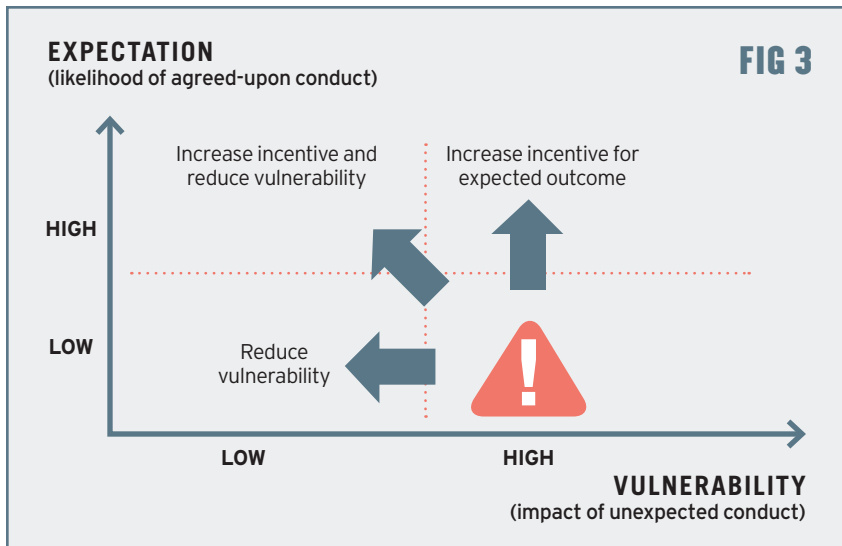 EXPECTATION
(likelihood of agreed-upon conduct)
FIG 3
Increase incentive and
reduce vulnerability
Increase incentive for
expected outcome
HIGH
LOW
Reduce
vulnerability
!
LOW
HIGH
VULNERABILITY
(impact of unexpected conduct)